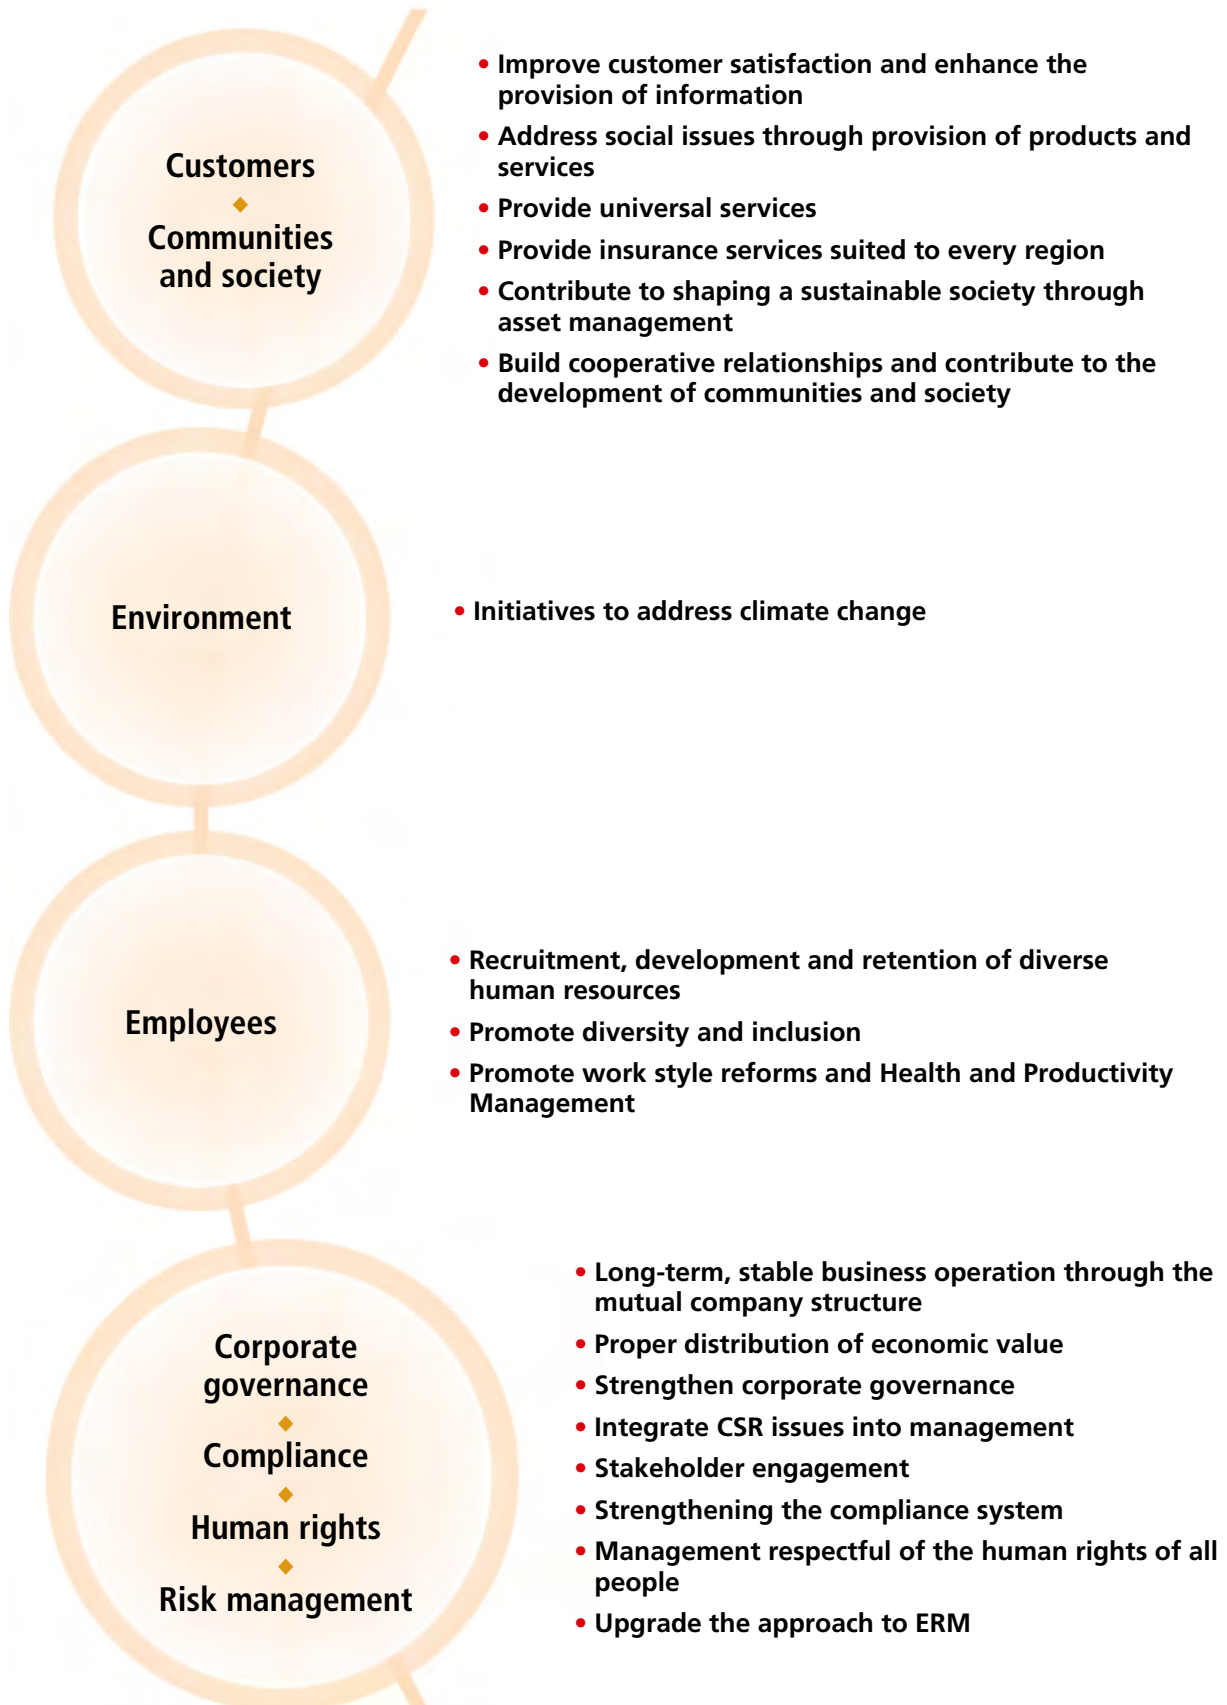 Customers
◆
Communities
and society
• Improve customer satisfaction and enhance the
provision of information
• Address social issues through provision of products and
services
• Provide universal services
• Provide insurance services suited to every region
• Contribute to shaping a sustainable society through
asset management
• Build cooperative relationships and contribute to the
development of communities and society
Environment
• Initiatives to address climate change
Employees
• Recruitment, development and retention of diverse
human resources
• Promote diversity and inclusion
• Promote work style reforms and Health and Productivity
Management
Corporate
governance
◆
Compliance
◆
Human rights
◆
Risk management
• Long-term, stable business operation through the
mutual company structure
• Proper distribution of economic value
• Strengthen corporate governance
• Integrate CSR issues into management
• Stakeholder engagement
• Strengthening the compliance system
• Management respectful of the human rights of all
people
• Upgrade the approach to ERM